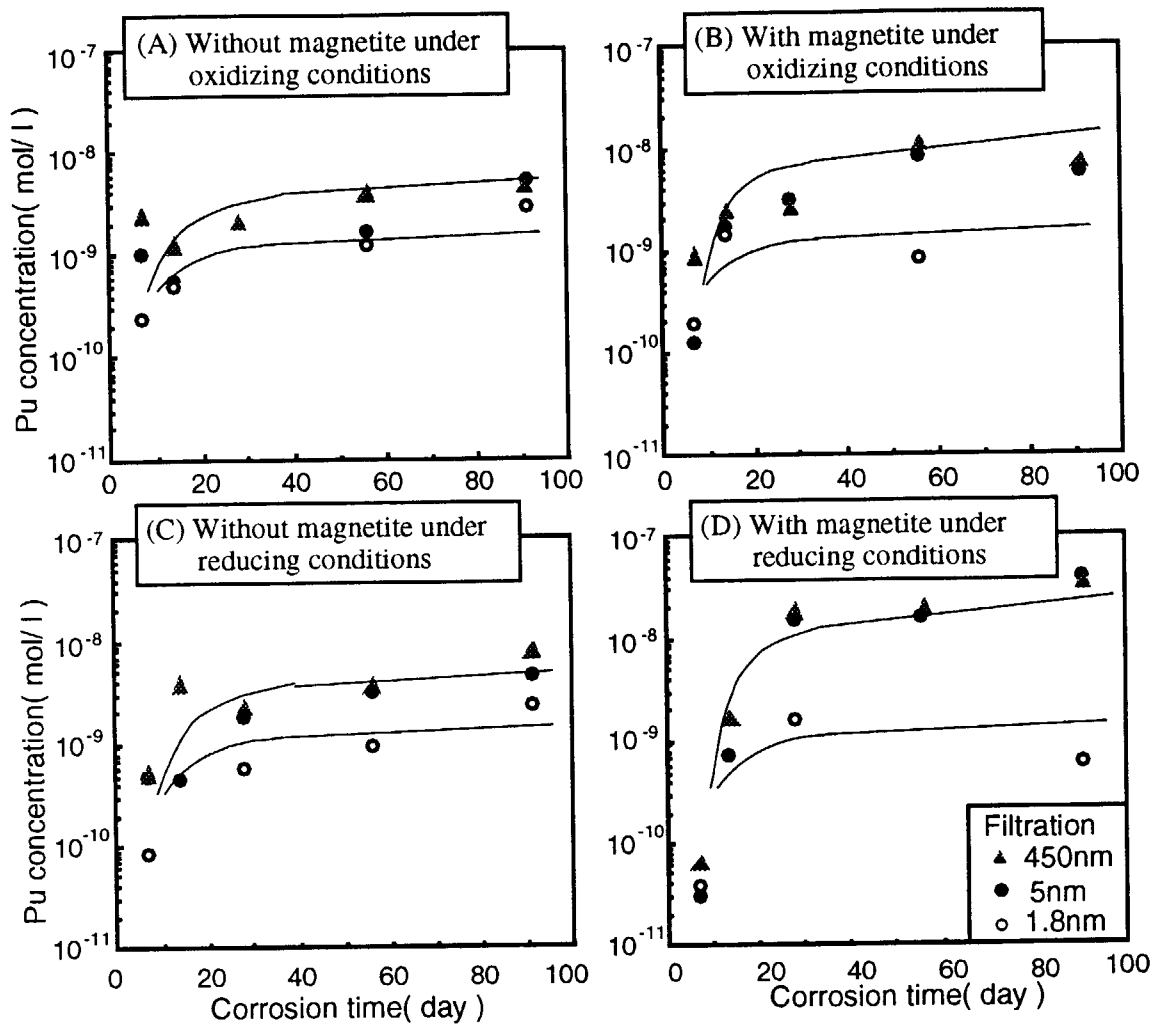 (A) Without magnetite under
oxidizing conditions
(B) With magnetite under
oxidizing conditions
Pu concentration( mol/ l )
10-7
10-8
10-9
10-10
10-11
0 20 40 60 80 100
10-7
10-8
10-9
10-10
10-11
0 20 40 60 80 100
(C) Without magnetite under
reducing conditions
(D) With magnetite under
reducing conditions
Pu concentration( mol/ l )
10-7
10-8
10-9
10-10
10-11
0 20 40 60 80 100
Corrosion time( day )
10-7
10-8
10-9
10-10
10-11
0 20 40 60 80 100
Corrosion time( day )
Filtration
450nm
5nm
1.8nm